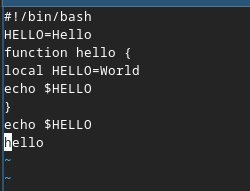 #!/bin/bash
HELLO=Hello
function hello {
local HELLO=World
echo $HELLO
}
echo $HELLO
hello
~
~